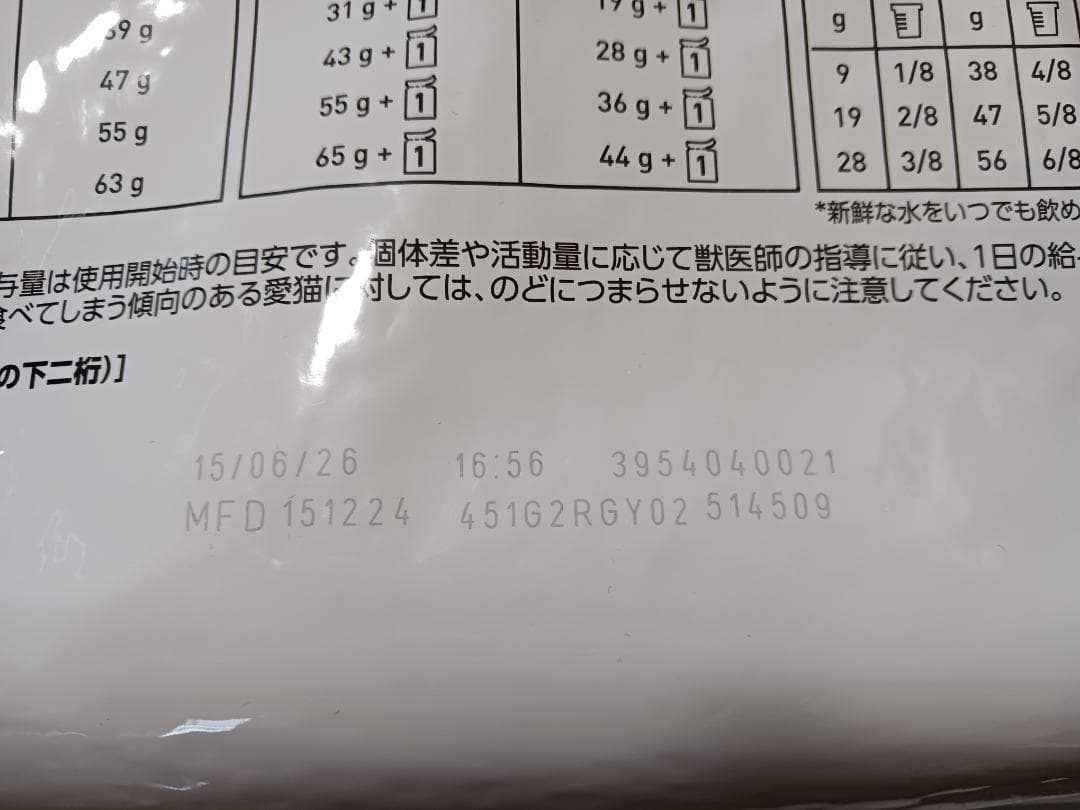 g g
31 g + 1
9 g 43 g + 1 28 g + 1 9 1/8 38 4/8
47 g 55 g + 1 36 g + 1 19 2/8 47 5/8
55 g 65 g + 1 44 g + 1 28 3/8 56 6/8
63 g
*新鮮な水をいつでも飲め
与量は使用開始時の目安です。固体差や活動量に応じて獣医師の指導に従い、1日の給
食べてしまう傾向のある愛猫に対しては、のどにつまらせないように注意してください。
の下二桁)]
15/06/26 16:56 3954040021
MFD 151224 451G2RGY02 514509